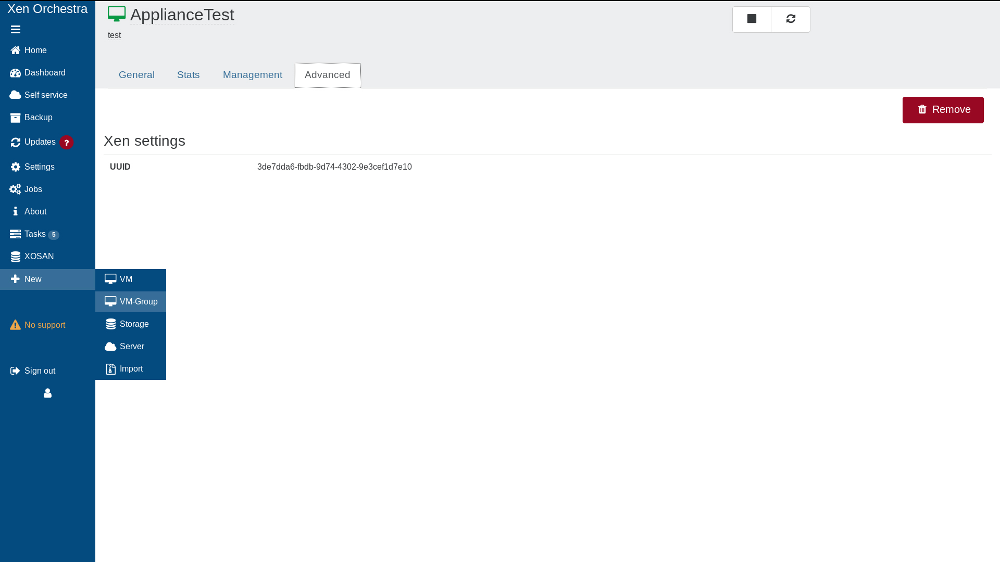 Xen Orchestra
Home
Dashboard
Self service
Backup
Updates ?
Settings
Jobs
About
Tasks 5
XOSAN
New
No support
Sign out
VM
VM-Group
Storage
Server
Import
ApplianceTest
test
General Stats Management Advanced
Remove
Xen settings
UUID 3de7dda6-fbdb-9d74-4302-9e3cef1d7e10